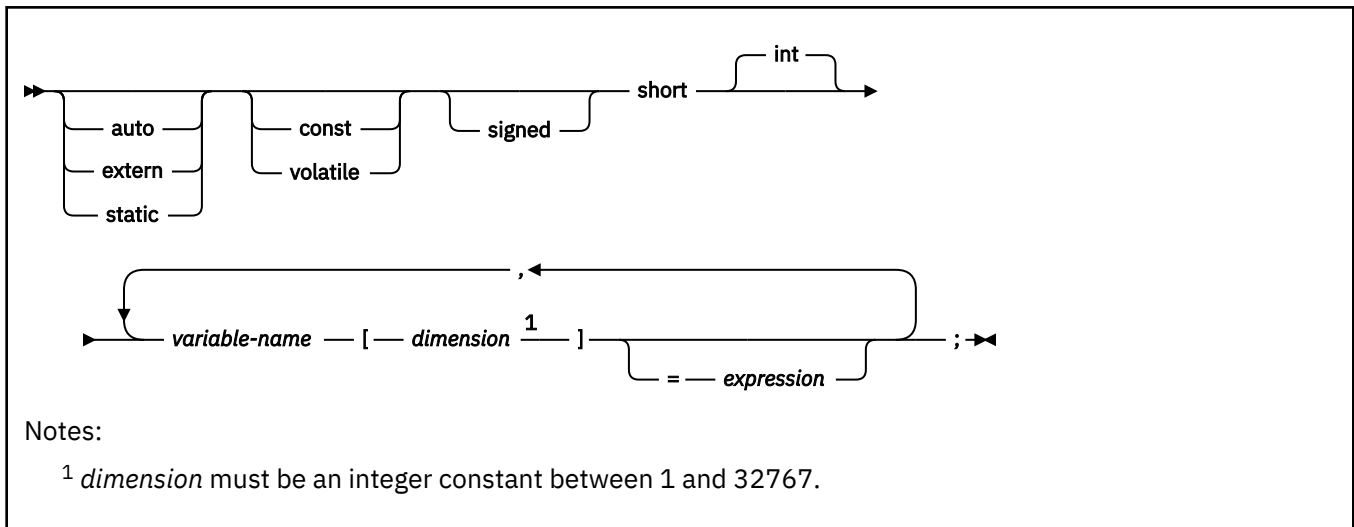 int
short
auto const signed
extern volatile
static
,
variable-name [ dimension 1 ] ;
= expression
Notes:
1 dimension must be an integer constant between 1 and 32767.